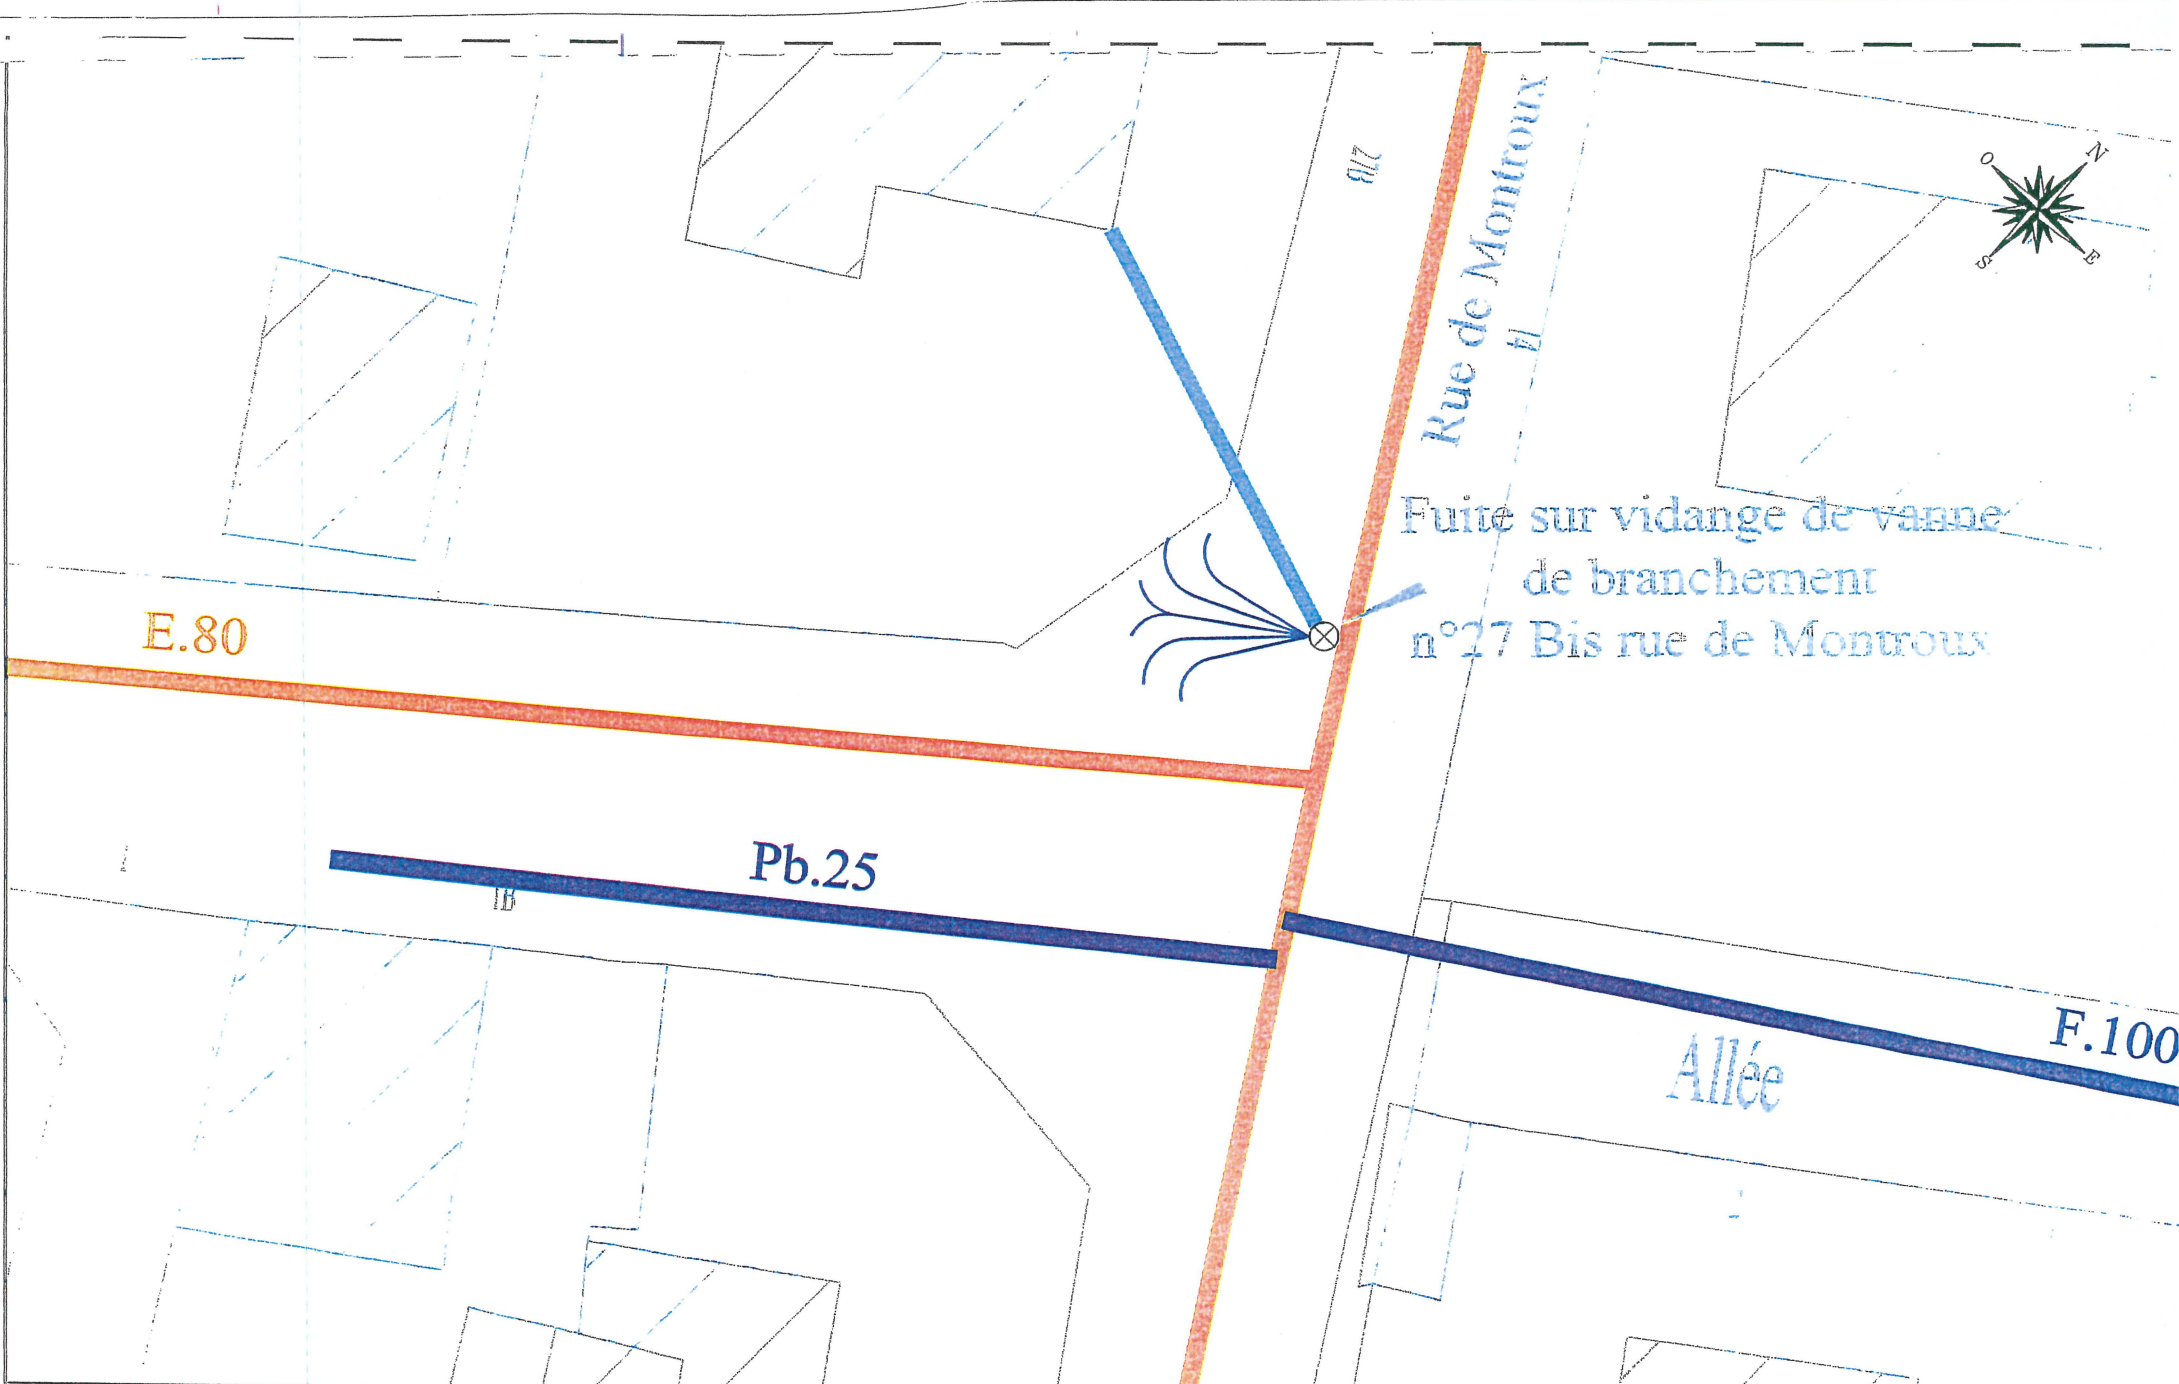 Rue de Montroux
O
N
S
E
Fuite sur vidange de vanne
de branchement
n°27 Bis rue de Montroux
E.80
Pb.25
1B
F.100
Allée